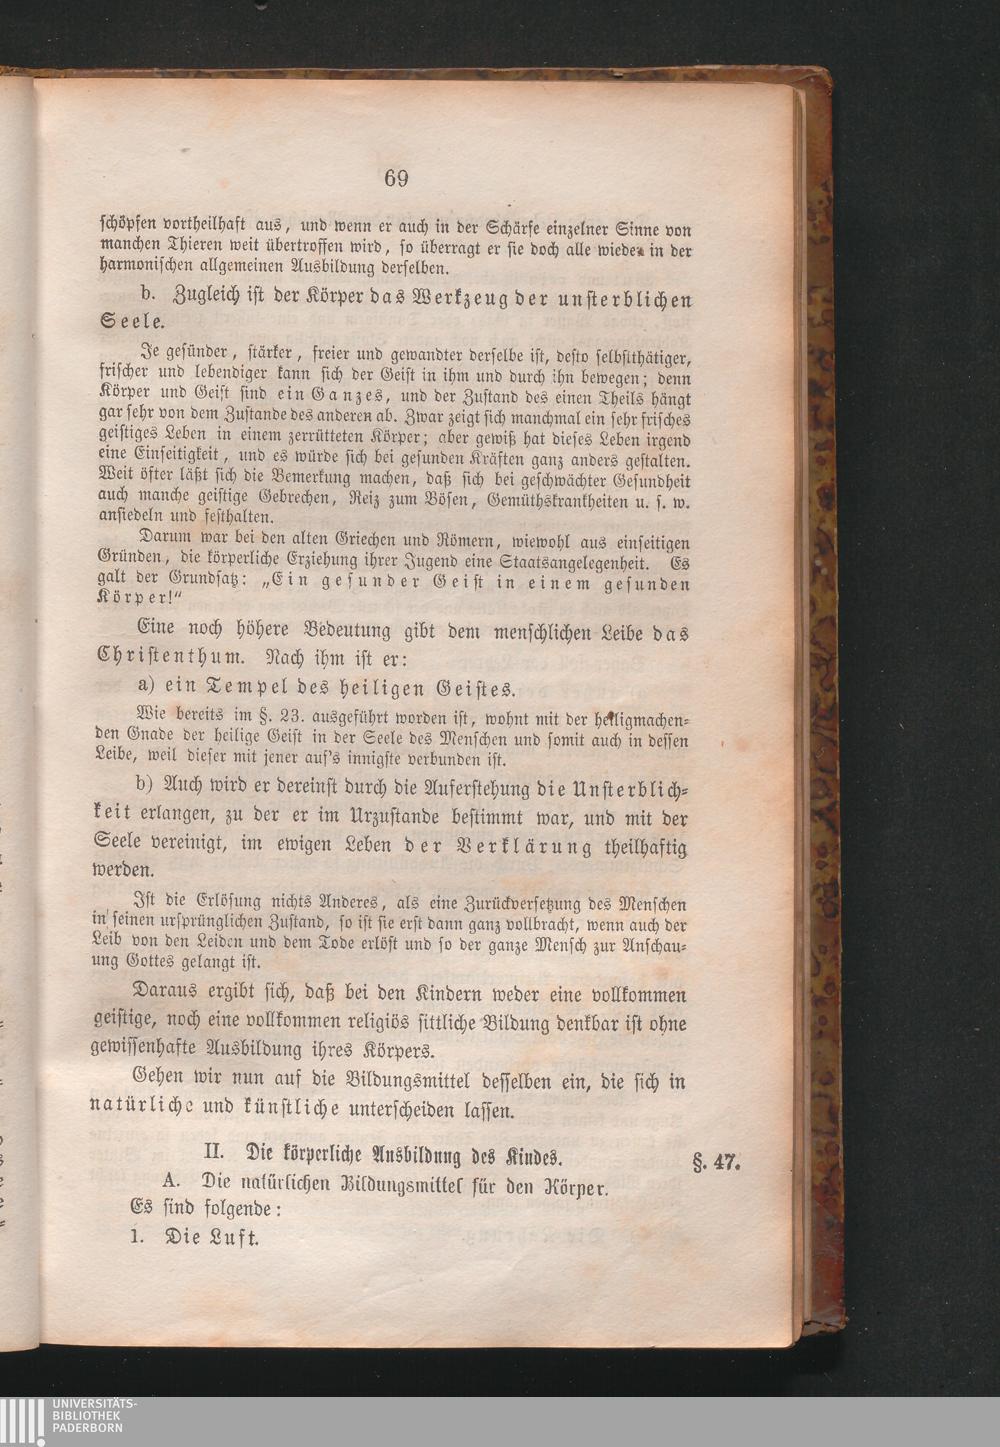 69
schöpfen vortheilhaft aus, und wenn er auch in der Schärfe einzelner Sinne von
manchen Thieren weit übertroffen wird, so überragt er sie doch alle wieder in der
harmonischen allgemeinen Ausbildung derselben.
b. Zugleich ist der Körper das Werkzeug der unsterblichen
Seele.
Je gesünder, stärker, freier und gewandter derselbe ist, desto selbstthätiger,
frischer und lebendiger kann sich der Geist in ihm und durch ihn bewegen; denn
Körper und Geist sind ein Ganzes, und der Zustand des einen Theils hängt
gar sehr von dem Zustande des anderen ab. Zwar zeigt sich manchmal ein sehr frisches
geistiges Leben in einem zerrütteten Körper; aber gewiß hat dieses Leben irgend
eine Einseitigkeit, und es würde sich bei gesunden Kräften ganz anders gestalten.
Weit öfter läßt sich die Bemerkung machen, daß sich bei geschwächter Gesundheit
auch manche geistige Gebrechen, Reiz zum Bösen, Gemüthskrankheiten u. s. w.
ansiedeln und festhalten.
Darum war bei den alten Griechen und Römern, wiewohl aus einseitigen
Gründen, die körperliche Erziehung ihrer Jugend eine Staatsangelegenheit. Es
galt der Grundsatz: „Ein gesunder Geist in einem gesunden
Körper!“
Eine noch höhere Bedeutung gibt dem menschlichen Leibe das
Christenthum. Nach ihm ist er:
a) ein Tempel des heiligen Geistes.
Wie bereits im §. 23. ausgeführt worden ist, wohnt mit der heiligmachen-
den Gnade der heilige Geist in der Seele des Menschen und somit auch in dessen
Leibe, weil dieser mit jener auf's innigste verbunden ist.
b) Auch wird er dereinst durch die Auferstehung die Unsterblich-
keit erlangen, zu der er im Urzustande bestimmt war, und mit der
Seele vereinigt, im ewigen Leben der Verklärung theilhaftig
werden.
Ist die Erlösung nichts Anderes, als eine Zurückversetzung des Menschen
in seinen ursprünglichen Zustand, so ist sie erst dann ganz vollbracht, wenn auch der
Leib von den Leiden und dem Tode erlöst und so der ganze Mensch zur Anschau-
ung Gottes gelangt ist.
Daraus ergibt sich, daß bei den Kindern weder eine vollkommen
geistige, noch eine vollkommen religiös sittliche Bildung denkbar ist ohne
gewissenhafte Ausbildung ihres Körpers.
Gehen wir nun auf die Bildungsmittel desselben ein, die sich in
natürliche und künstliche unterscheiden lassen.
II. Die körperliche Ausbildung des Kindes. §. 47.
A. Die natürlichen Bildungsmittel für den Körper.
Es sind folgende:
1. Die Luft.
UNIVERSITÄTS-
BIBLIOTHEK
PADERBORN